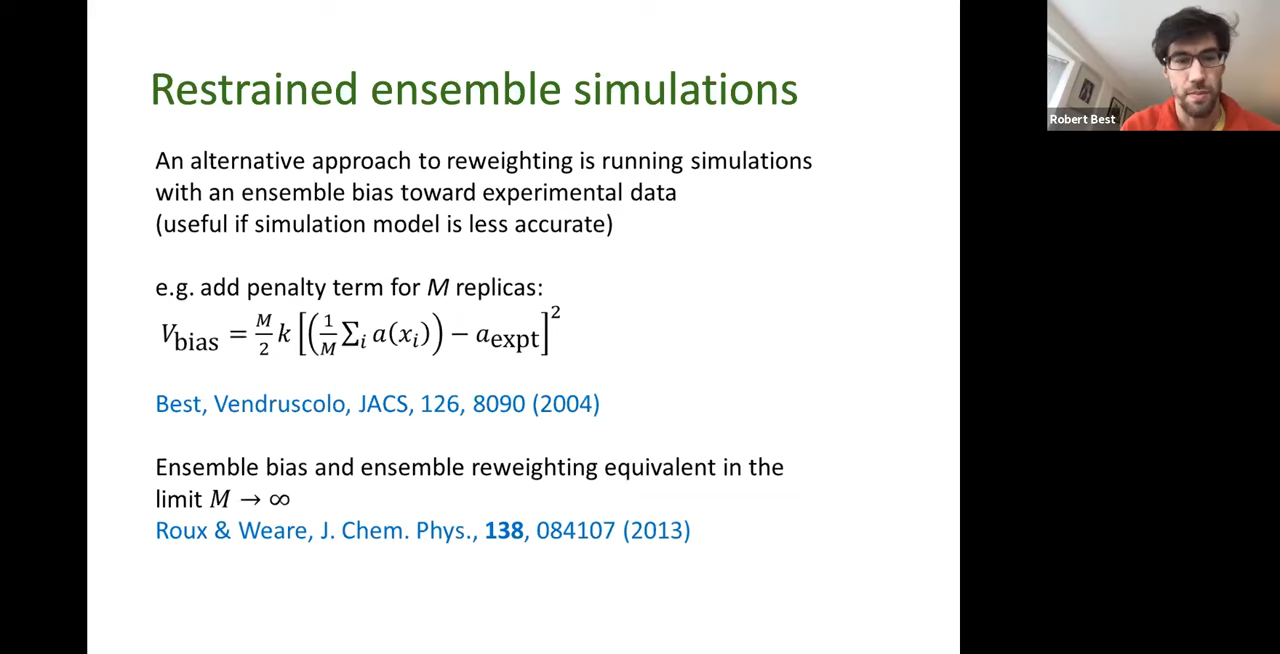 Restrained ensemble simulations
An alternative approach to reweighting is running simulations
with an ensemble bias toward experimental data
(useful if simulation model is less accurate)
e.g. add penalty term for M replicas:
V_bias = M/2 k [(1/M ∑_i a(x_i)) − a_expt]^2
Best, Vendruscolo, JACS, 126, 8090 (2004)
Ensemble bias and ensemble reweighting equivalent in the
limit M → ∞
Roux & Weare, J. Chem. Phys., 138, 084107 (2013)
Robert Best